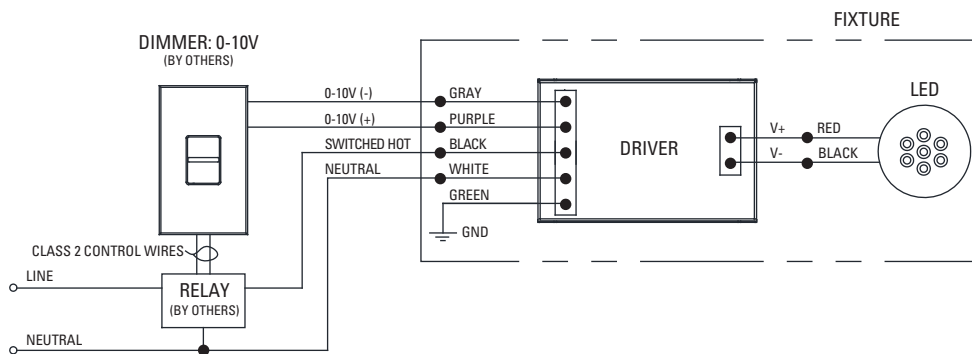 FIXTURE
DIMMER: 0-10V
(BY OTHERS)
0-10V (-)
GRAY
0-10V (+)
PURPLE
SWITCHED HOT
BLACK
NEUTRAL
WHITE
GREEN
GND
DRIVER
V+
RED
V-
BLACK
LED
CLASS 2 CONTROL WIRES
LINE
RELAY
(BY OTHERS)
NEUTRAL